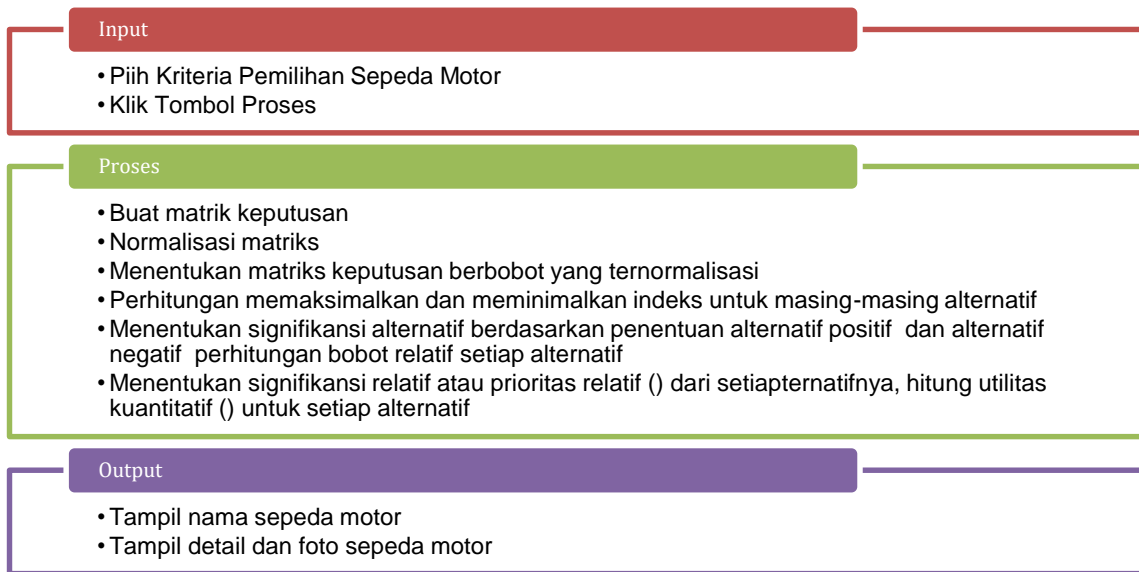 Input
• Piih Kriteria Pemilihan Sepeda Motor
• Klik Tombol Proses
Proses
• Buat matrik keputusan
• Normalisasi matriks
• Menentukan matriks keputusan berbobot yang ternormalisasi
• Perhitungan memaksimalkan dan meminimalkan indeks untuk masing-masing alternatif
• Menentukan signifikansi alternatif berdasarkan penentuan alternatif positif dan alternatif
negatif perhitungan bobot relatif setiap alternatif
• Menentukan signifikansi relatif atau prioritas relatif () dari setiapternatifnya, hitung utilitas
kuantitatif () untuk setiap alternatif
Output
• Tampil nama sepeda motor
• Tampil detail dan foto sepeda motor